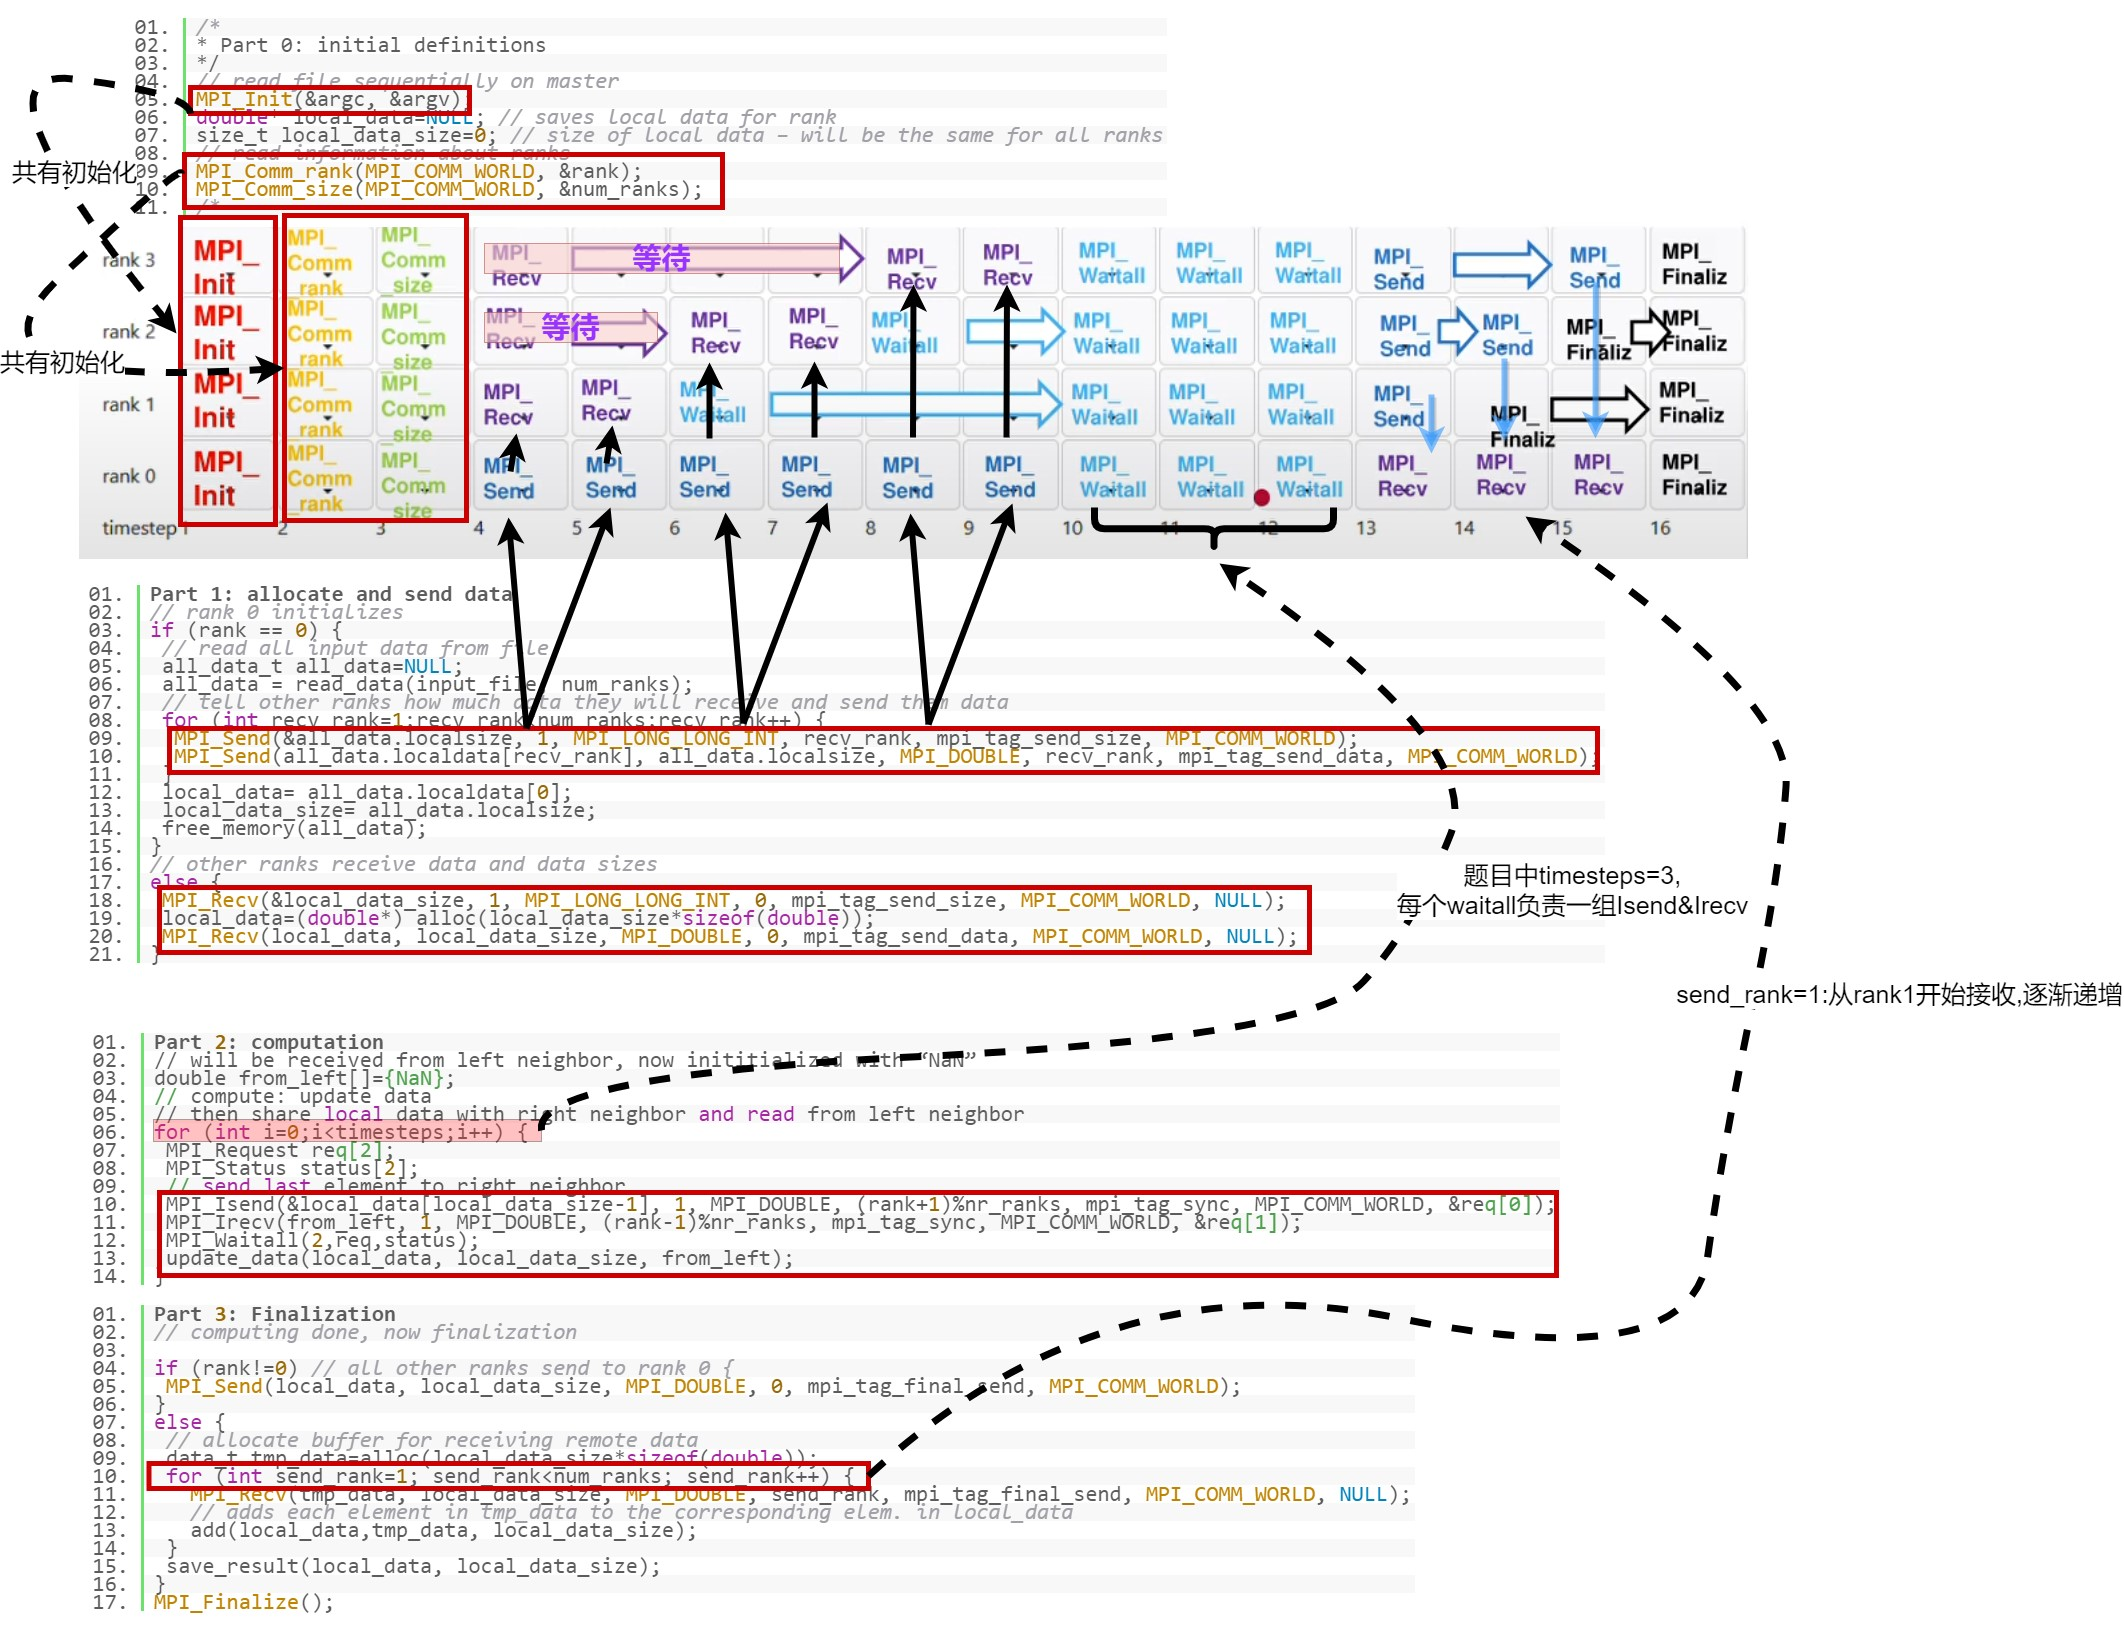 01. /*
02. * Part 0: initial definitions
03. */
04. // read file sequentially on master
05. MPI_Init(&argc, &argv)
06. double* local_data=NULL; // saves local data for rank
07. size_t local_data_size=0; // size of local data – will be the same for all ranks
08. // read information about ranks
09. MPI_Comm_rank(MPI_COMM_WORLD, &rank);
10. MPI_Comm_size(MPI_COMM_WORLD, &num_ranks);
11. /*
共有初始化
共有初始化
rank 3 MPI_Init MPI_Comm_rank MPI_Comm_size MPI_Recv 等待 MPI_Recv MPI_Recv MPI_Waitall MPI_Waitall MPI_Waitall MPI_Send MPI_Send MPI_Finaliz
rank 2 MPI_Init MPI_Comm_rank MPI_Comm_size MPI_Recv 等待 MPI_Recv MPI_Recv MPI_Waitall MPI_Waitall MPI_Waitall MPI_Waitall MPI_Send MPI_Send MPI_Finaliz MPI_Finaliz
rank 1 MPI_Init MPI_Comm_rank MPI_Comm_size MPI_Recv MPI_Recv MPI_Waitall MPI_Waitall MPI_Waitall MPI_Waitall MPI_Send MPI_Finaliz MPI_Finaliz
rank 0 MPI_Init MPI_Comm_rank MPI_Comm_size MPI_Send MPI_Send MPI_Send MPI_Send MPI_Send MPI_Send MPI_Waitall MPI_Waitall MPI_Waitall MPI_Recv MPI_Recv MPI_Recv MPI_Finaliz
timestep 1 2 3 4 5 6 7 8 9 10 11 12 13 14 15 16
01. Part 1: allocate and send data
02. // rank 0 initializes
03. if (rank == 0) {
04. // read all input data from file
05. all_data_t all_data=NULL;
06. all_data = read_data(input_file, num_ranks);
07. // tell other ranks how much data they will receive and send them data
08. for (int recv_rank=1;recv_rank<num_ranks;recv_rank++) {
09. MPI_Send(&all_data.localsize, 1, MPI_LONG_LONG_INT, recv_rank, mpi_tag_send_size, MPI_COMM_WORLD);
10. MPI_Send(all_data.localdata[recv_rank], all_data.localsize, MPI_DOUBLE, recv_rank, mpi_tag_send_data, MPI_COMM_WORLD);
11. }
12. local_data= all_data.localdata[0];
13. local_data_size= all_data.localsize;
14. free_memory(all_data);
15. }
16. // other ranks receive data and data sizes
17. else {
18. MPI_Recv(&local_data_size, 1, MPI_LONG_LONG_INT, 0, mpi_tag_send_size, MPI_COMM_WORLD, NULL);
19. local_data=(double*) alloc(local_data_size*sizeof(double));
20. MPI_Recv(local_data, local_data_size, MPI_DOUBLE, 0, mpi_tag_send_data, MPI_COMM_WORLD, NULL);
21. }
题目中timesteps=3,
每个waitall负责一组Isend&Irecv
send_rank=1:从rank1开始接收,逐渐递增
01. Part 2: computation
02. // will be received from left neighbor, now inititialized with “NaN”
03. double from_left[]={NaN};
04. // compute: update data
05. // then share local data with right neighbor and read from left neighbor
06. for (int i=0;i<timesteps;i++) {
07. MPI_Request req[2];
08. MPI_Status status[2];
09. // send last element to right neighbor
10. MPI_Isend(&local_data[local_data_size-1], 1, MPI_DOUBLE, (rank+1)%nr_ranks, mpi_tag_sync, MPI_COMM_WORLD, &req[0]);
11. MPI_Irecv(from_left, 1, MPI_DOUBLE, (rank-1)%nr_ranks, mpi_tag_sync, MPI_COMM_WORLD, &req[1]);
12. MPI_Waitall(2,req,status);
13. update_data(local_data, local_data_size, from_left);
14. }
01. Part 3: Finalization
02. // computing done, now finalization
03.
04. if (rank!=0) // all other ranks send to rank 0 {
05. MPI_Send(local_data, local_data_size, MPI_DOUBLE, 0, mpi_tag_final_send, MPI_COMM_WORLD);
06. }
07. else {
08. // allocate buffer for receiving remote data
09. data_t tmp_data=alloc(local_data_size*sizeof(double));
10. for (int send_rank=1; send_rank<num_ranks; send_rank++) {
11. MPI_Recv(tmp_data, local_data_size, MPI_DOUBLE, send_rank, mpi_tag_final_send, MPI_COMM_WORLD, NULL);
12. // adds each element in tmp_data to the corresponding elem. in local_data
13. add(local_data,tmp_data, local_data_size);
14. }
15. save_result(local_data, local_data_size);
16. }
17. MPI_Finalize();